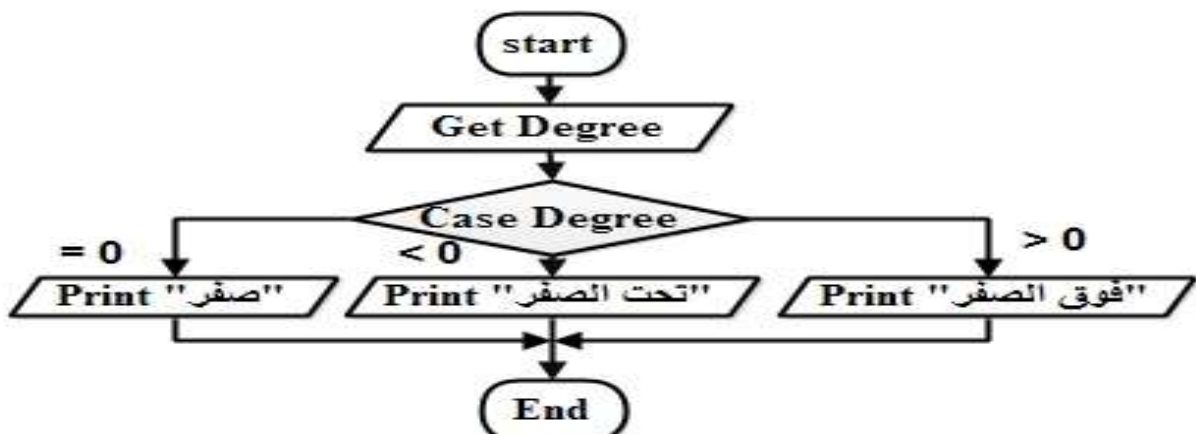 start
Get Degree
Case Degree
= 0
< 0
> 0
Print "صفر"
Print "تحت الصفر"
Print "فوق الصفر"
End